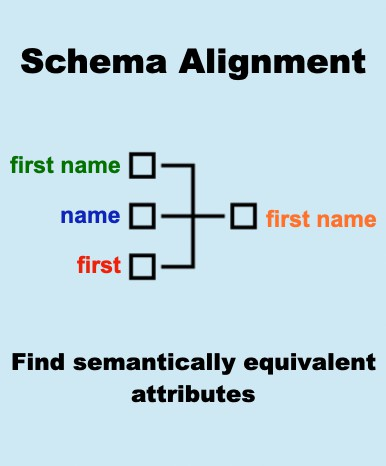 Schema Alignment
first name
name
first name
first
Find semantically equivalent
attributes